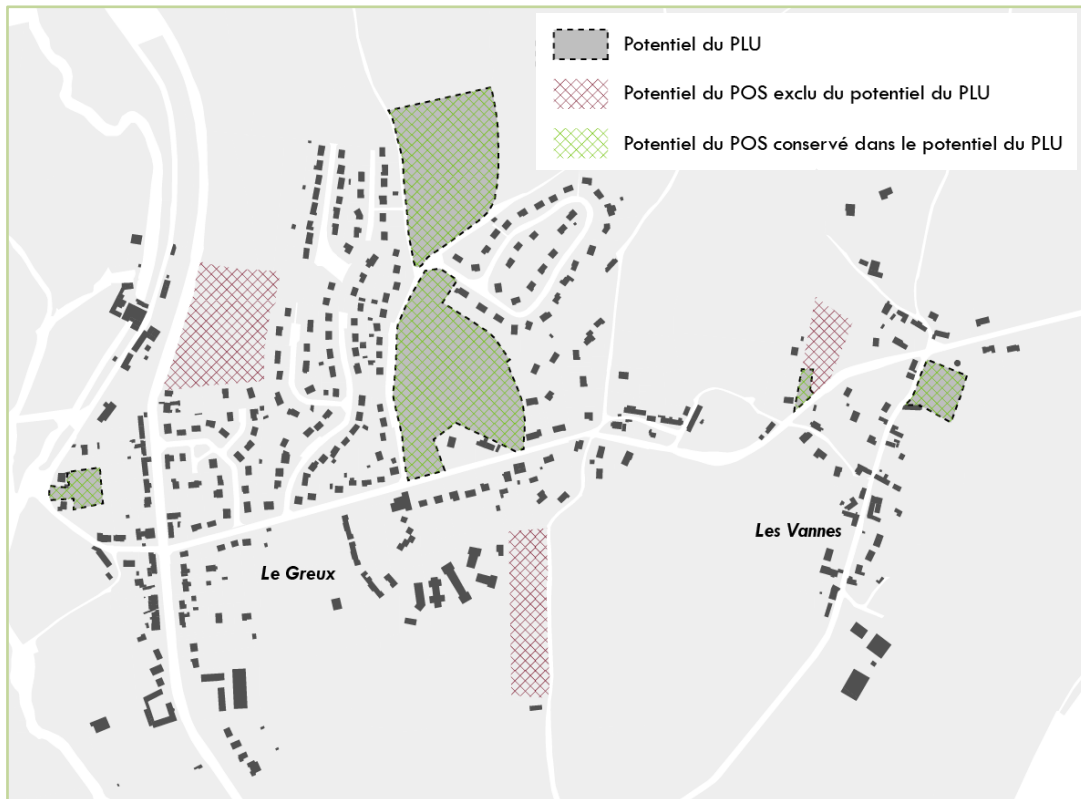 Potentiel du PLU
Potentiel du POS exclu du potentiel du PLU
Potentiel du POS conservé dans le potentiel du PLU
Les Vannes
Le Greux